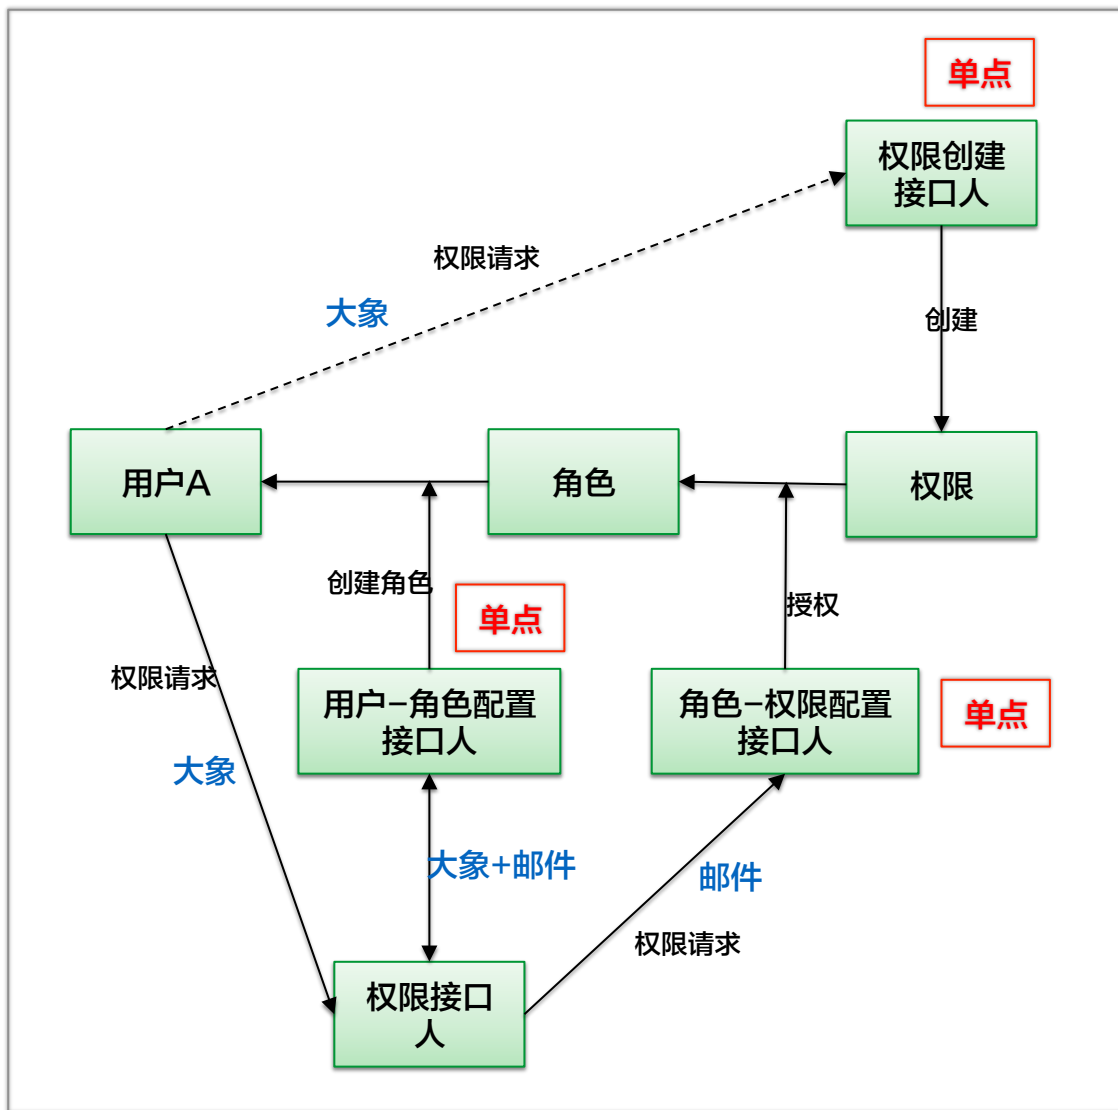 单点
权限创建
接口人
权限请求
大象
创建
用户A
角色
权限
创建角色
单点
授权
权限请求
用户-角色配置
接口人
角色-权限配置
接口人
单点
大象
大象+邮件
邮件
权限请求
权限接口
人